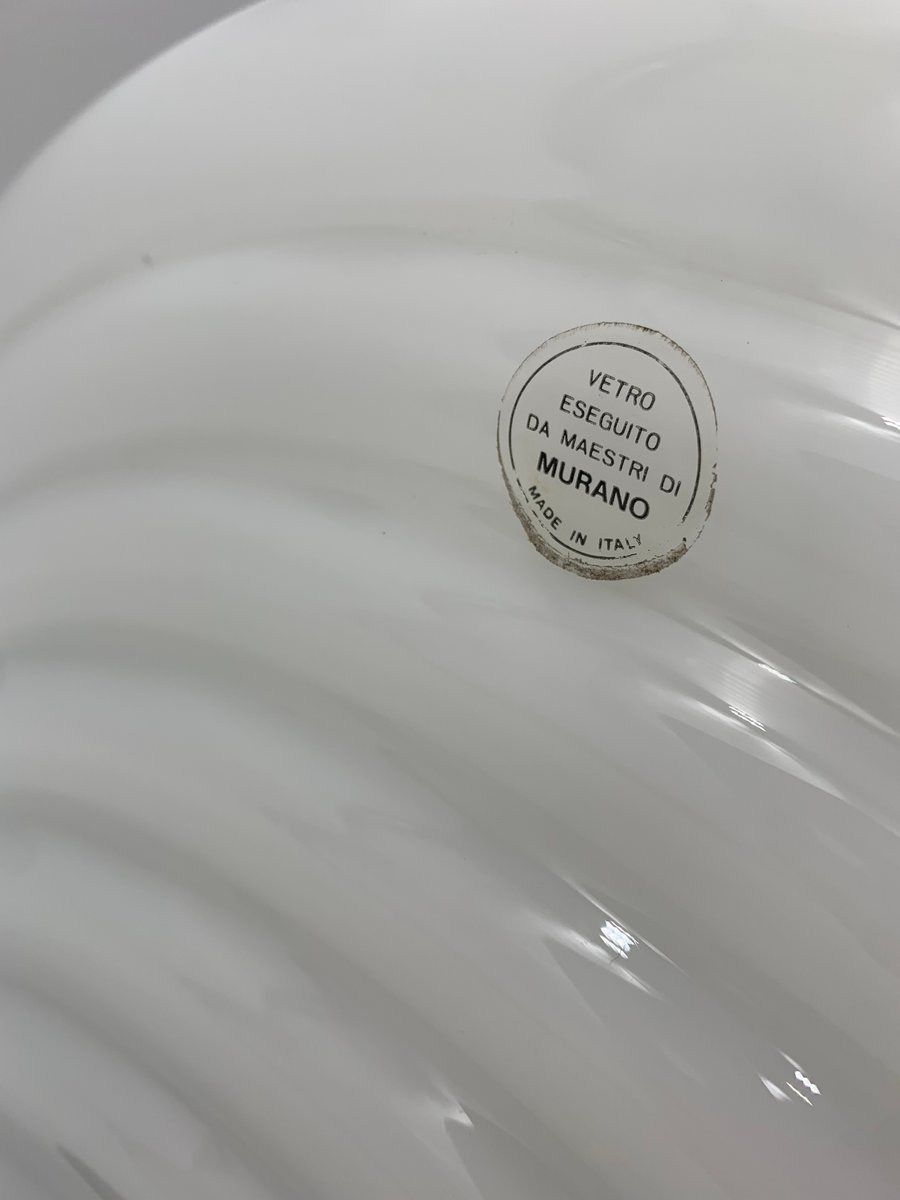 VETRO
ESEGUITO
DA MAESTRI DI
MURANO
MADE IN ITALY